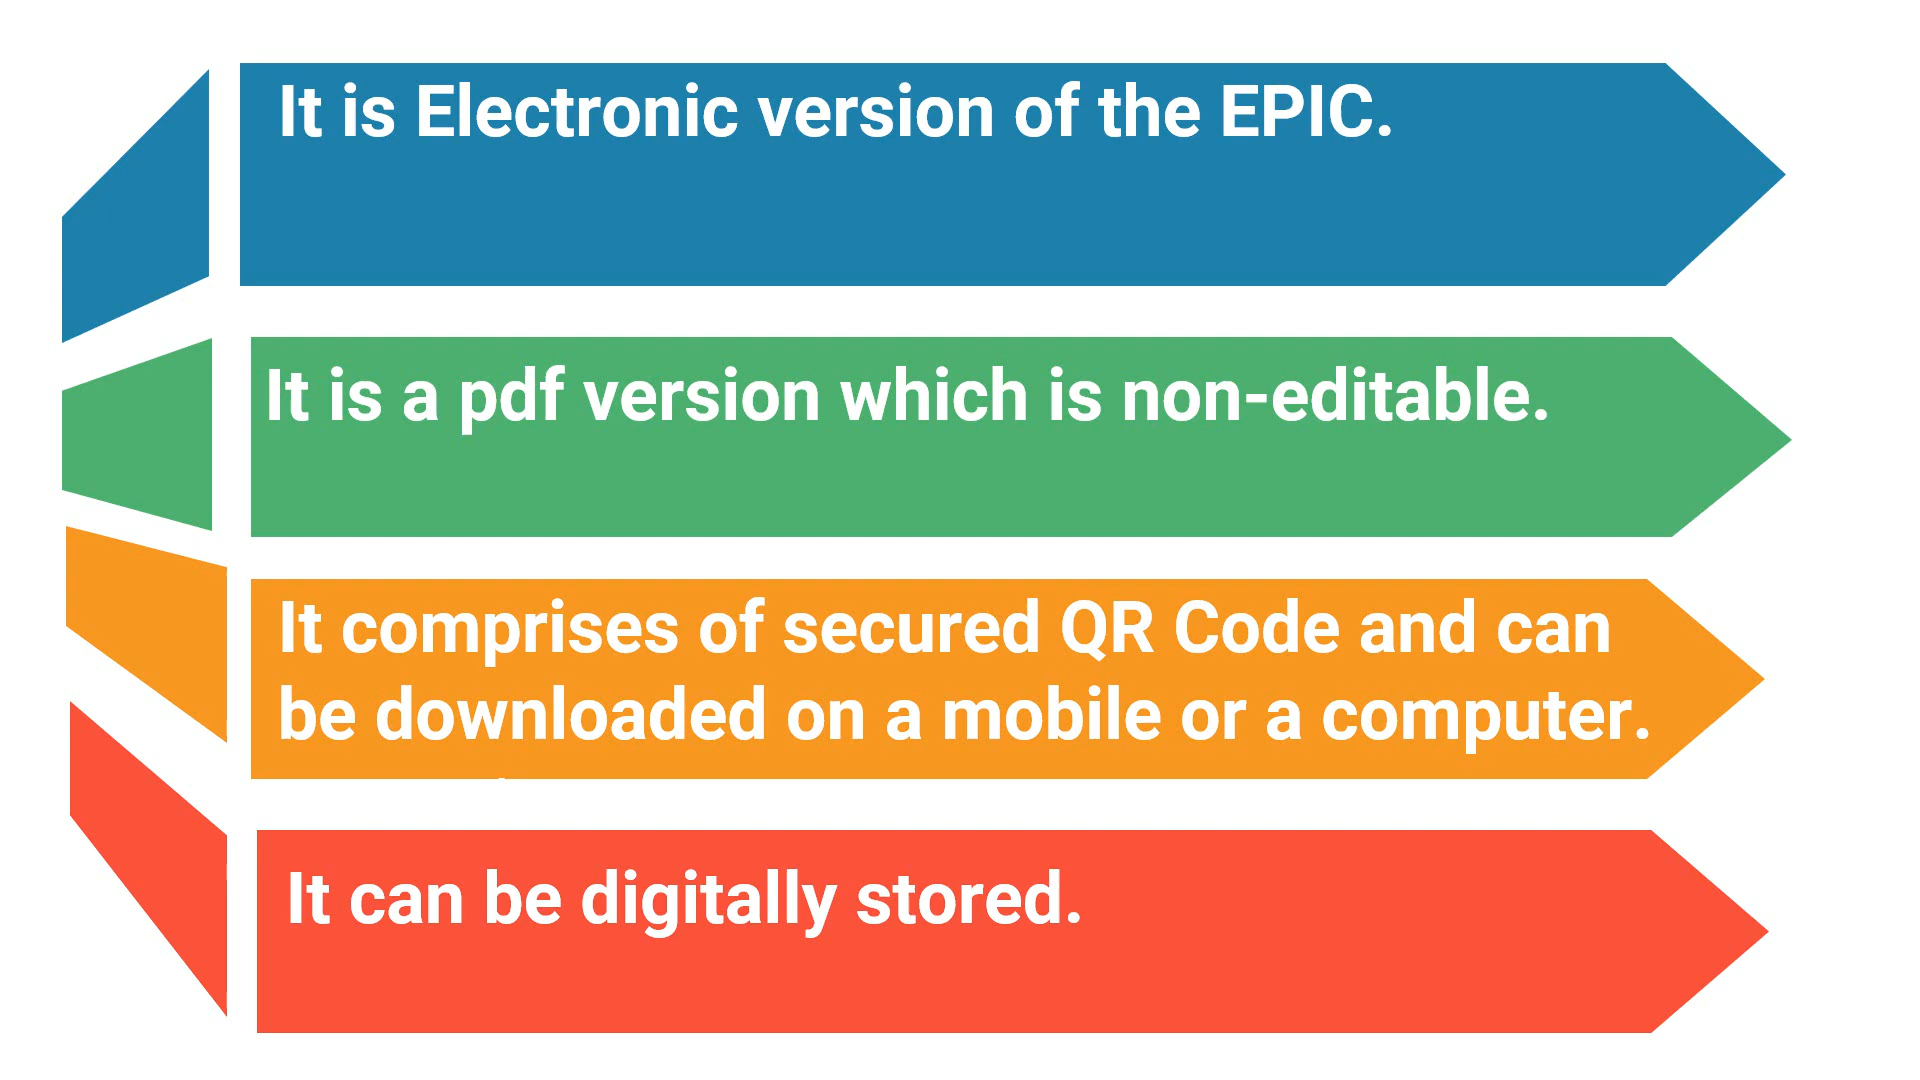 It is Electronic version of the EPIC.
It is a pdf version which is non-editable.
It comprises of secured QR Code and can
be downloaded on a mobile or a computer.
It can be digitally stored.